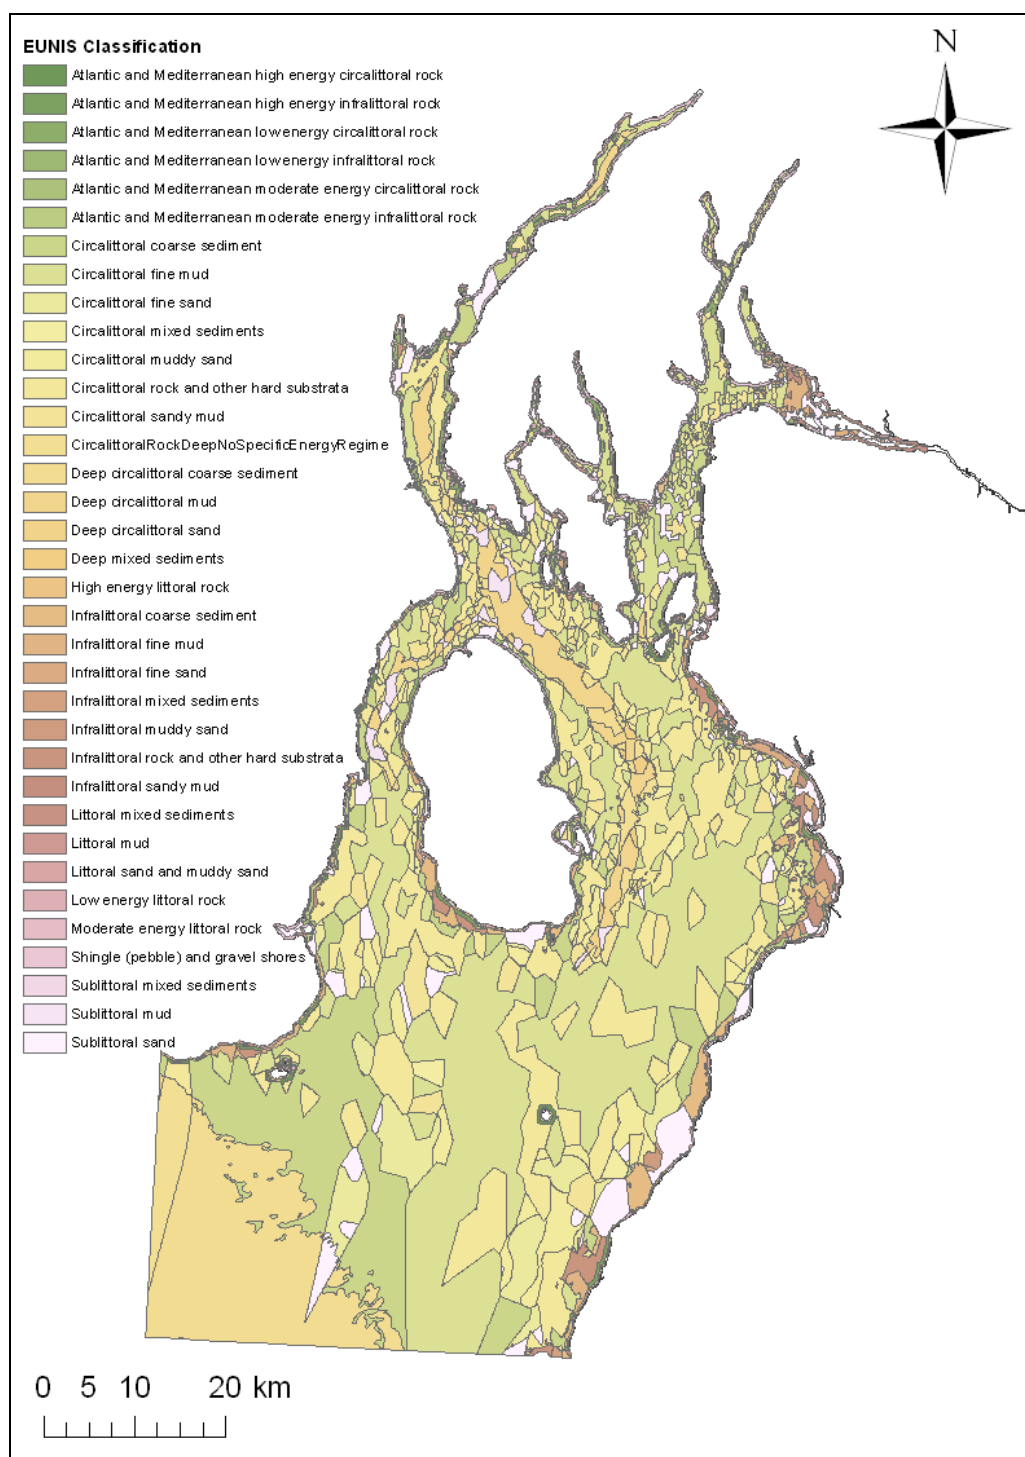 EUNIS Classification
N
Atlantic and Mediterranean high energy circalittoral rock
Atlantic and Mediterranean high energy infralittoral rock
Atlantic and Mediterranean low energy circalittoral rock
Atlantic and Mediterranean low energy infralittoral rock
Atlantic and Mediterranean moderate energy circalittoral rock
Atlantic and Mediterranean moderate energy infralittoral rock
Circalittoral coarse sediment
Circalittoral fine mud
Circalittoral fine sand
Circalittoral mixed sediments
Circalittoral muddy sand
Circalittoral rock and other hard substrata
Circalittoral sandy mud
CircalittoralRockDeepNoSpecificEnergyRegime
Deep circalittoral coarse sediment
Deep circalittoral mud
Deep circalittoral sand
Deep mixed sediments
High energy littoral rock
Infralittoral coarse sediment
Infralittoral fine mud
Infralittoral fine sand
Infralittoral mixed sediments
Infralittoral muddy sand
Infralittoral rock and other hard substrata
Infralittoral sandy mud
Littoral mixed sediments
Littoral mud
Littoral sand and muddy sand
Low energy littoral rock
Moderate energy littoral rock
Shingle (pebble) and gravel shores
Sublittoral mixed sediments
Sublittoral mud
Sublittoral sand
0 5 10 20 km